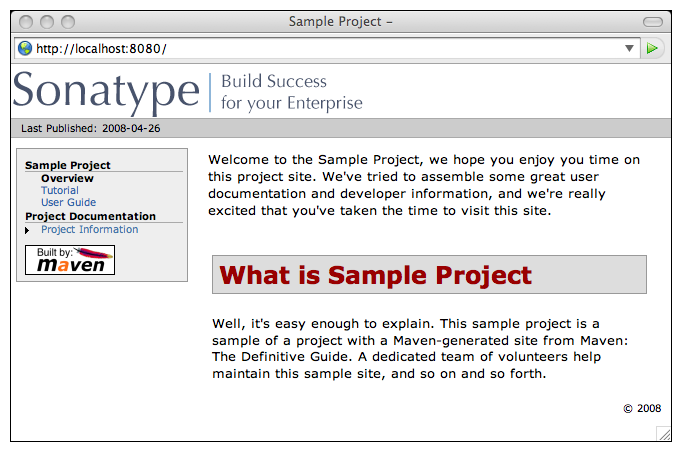 Sample Project –
http://localhost:8080/
Sonatype
Build Success
for your Enterprise
Last Published: 2008-04-26
Sample Project
Overview
Tutorial
User Guide
Project Documentation
Project Information
Built by:
maven
Welcome to the Sample Project, we hope you enjoy you time on
this project site. We've tried to assemble some great user
documentation and developer information, and we're really
excited that you've taken the time to visit this site.
What is Sample Project
Well, it's easy enough to explain. This sample project is a
sample of a project with a Maven-generated site from Maven:
The Definitive Guide. A dedicated team of volunteers help
maintain this sample site, and so on and so forth.
© 2008